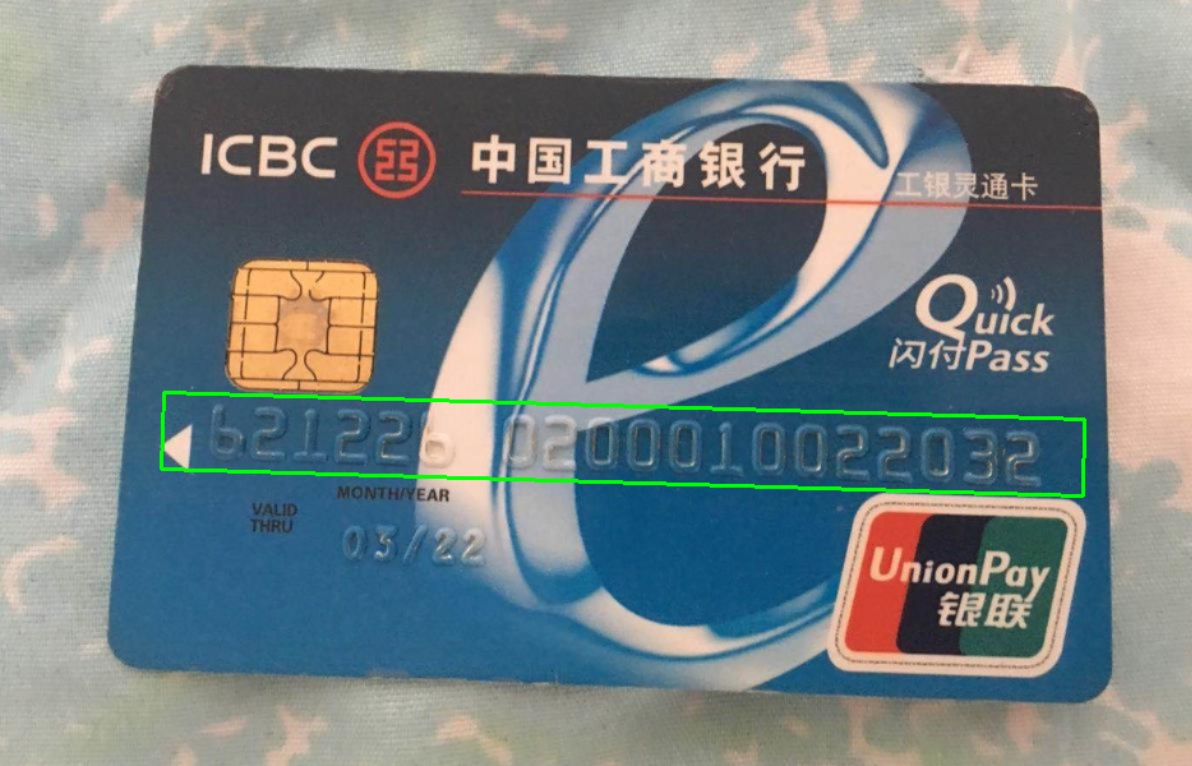 ICBC 中国工商银行
工银灵通卡
Quick
闪付Pass
621226 0200010022032
MONTH/YEAR
VALID
THRU
03/22
UnionPay
银联